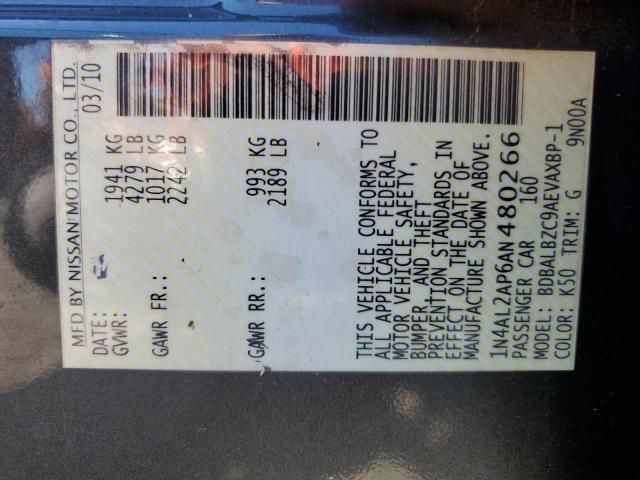 MFD BY NISSAN MOTOR CO., LTD.
DATE: 03/10
GVWR: 1941 KG
4279 LB
GAWR FR.: 1017 KG
2242 LB
GAWR RR.: 993 KG
2189 LB
THIS VEHICLE CONFORMS TO
ALL APPLICABLE FEDERAL
MOTOR VEHICLE SAFETY,
BUMPER, AND THEFT
PREVENTION STANDARDS IN
EFFECT ON THE DATE OF
MANUFACTURE SHOWN ABOVE.
1N4AL2AP6AN480266
PASSENGER CAR 160
MODEL: BDBALBZC9AEVAXBP-1
COLOR: K50 TRIM: G 9N00A